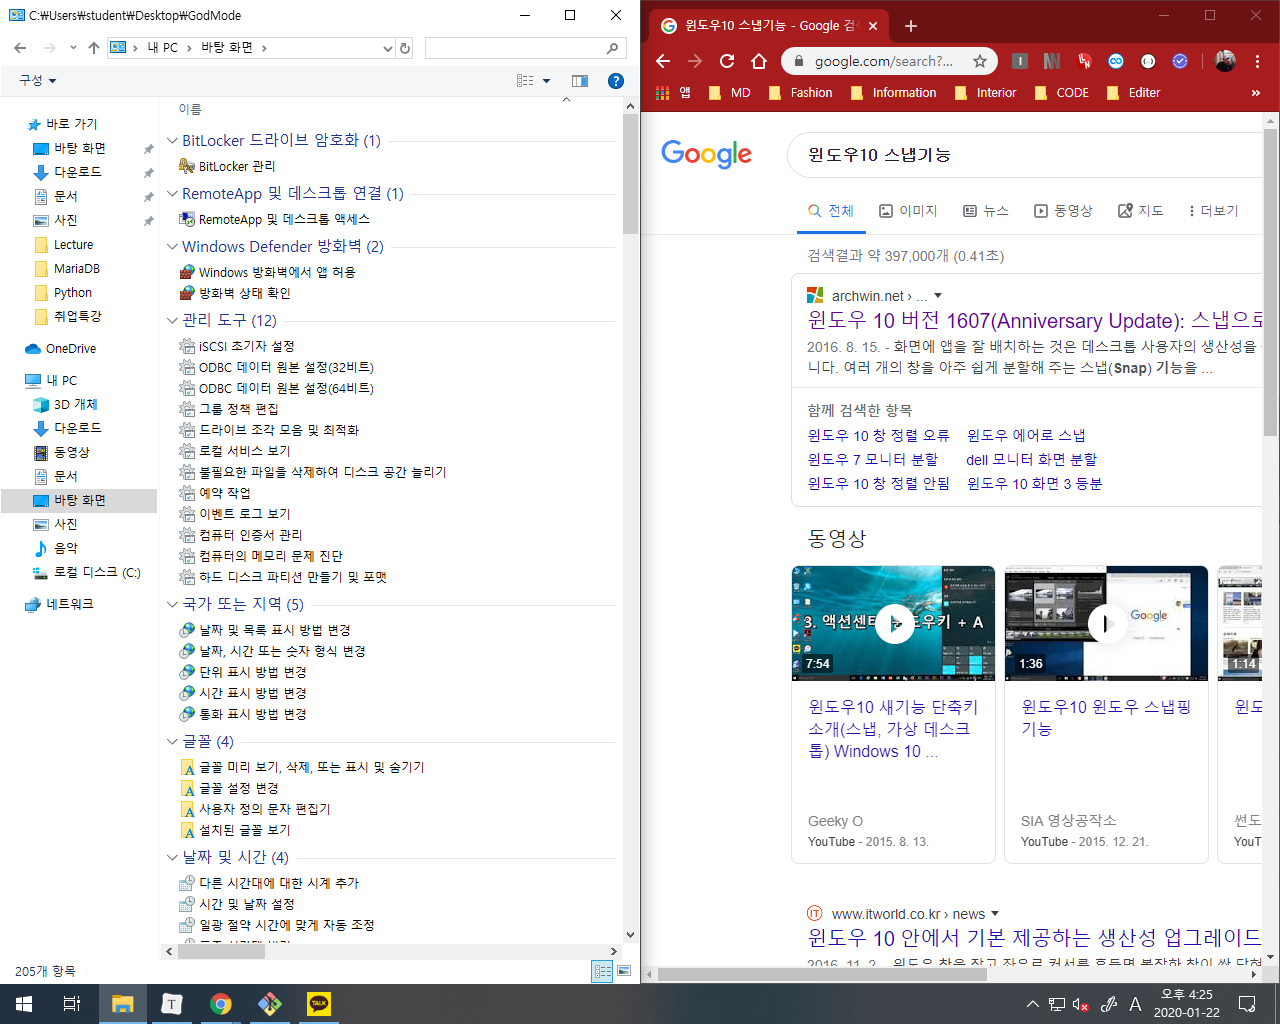 C:₩Users₩student₩Desktop₩GodMode
내 PC › 바탕 화면 ›
구성
바로 가기
바탕 화면
다운로드
문서
사진
Lecture
MariaDB
Python
취업특강
OneDrive
내 PC
3D 개체
다운로드
동영상
문서
바탕 화면
사진
음악
로컬 디스크 (C:)
네트워크
이름
BitLocker 드라이브 암호화 (1)
BitLocker 관리
RemoteApp 및 데스크톱 연결 (1)
RemoteApp 및 데스크톱 액세스
Windows Defender 방화벽 (2)
Windows 방화벽에서 앱 허용
방화벽 상태 확인
관리 도구 (12)
iSCSI 초기자 설정
ODBC 데이터 원본 설정(32비트)
ODBC 데이터 원본 설정(64비트)
그룹 정책 편집
드라이브 조각 모음 및 최적화
로컬 서비스 보기
불필요한 파일을 삭제하여 디스크 공간 늘리기
예약 작업
이벤트 로그 보기
컴퓨터 인증서 관리
컴퓨터의 메모리 문제 진단
하드 디스크 파티션 만들기 및 포맷
국가 또는 지역 (5)
날짜 및 목록 표시 방법 변경
날짜, 시간 또는 숫자 형식 변경
단위 표시 방법 변경
시간 표시 방법 변경
통화 표시 방법 변경
글꼴 (4)
글꼴 미리 보기, 삭제, 또는 표시 및 숨기기
글꼴 설정 변경
사용자 정의 문자 편집기
설치된 글꼴 보기
날짜 및 시간 (4)
다른 시간대에 대한 시계 추가
시간 및 날짜 설정
일광 절약 시간에 맞게 자동 조정
205개 항목
윈도우10 스냅기능 - Google 검
google.com/search?...
앱 MD Fashion Information Interior CODE Editer »
Google
윈도우10 스냅기능
전체 이미지 뉴스 동영상 지도 더보기
검색결과 약 397,000개 (0.41초)
archwin.net › ...
윈도우 10 버전 1607(Anniversary Update): 스냅으로
2016. 8. 15. - 화면에 앱을 잘 배치하는 것은 데스크톱 사용자의 생산성을
니다. 여러 개의 창을 아주 쉽게 분할해 주는 스냅(Snap) 기능을 ...
함께 검색한 항목
윈도우 10 창 정렬 오류 윈도우 에어로 스냅
윈도우 7 모니터 분할 dell 모니터 화면 분할
윈도우 10 창 정렬 안됨 윈도우 10 화면 3 등분
동영상
3. 액션센터 도우키 + A
7:54
Google
1:36
1:14
윈도우10 새기능 단축키
소개(스냅, 가상 데스크
톱) Windows 10 ...
Geeky O
YouTube - 2015. 8. 13.
윈도우10 윈도우 스냅핑
기능
SIA 영상공작소
YouTube - 2015. 12. 21.
윈도
썬도
YouT
www.itworld.co.kr › news
윈도우 10 안에서 기본 제공하는 생산성 업그레이드
T
TALK
A
오후 4:25
2020-01-22